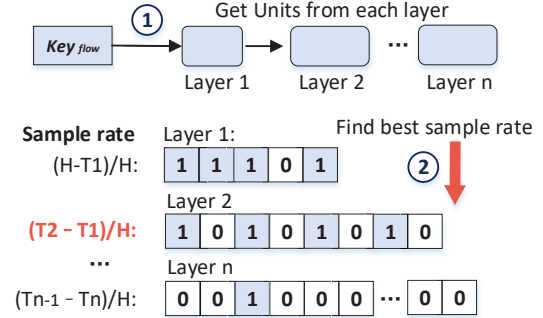 1 Get Units from each layer
Key flow ...
Layer 1 Layer 2 Layer n
Sample rate Layer 1: Find best sample rate
(H-T1)/H: 1 1 1 0 1 2
Layer 2
(T2 – T1)/H: 1 0 1 0 1 0 1 0
... Layer n
(Tn-1 – Tn)/H: 0 0 1 0 0 0 ... 0 0